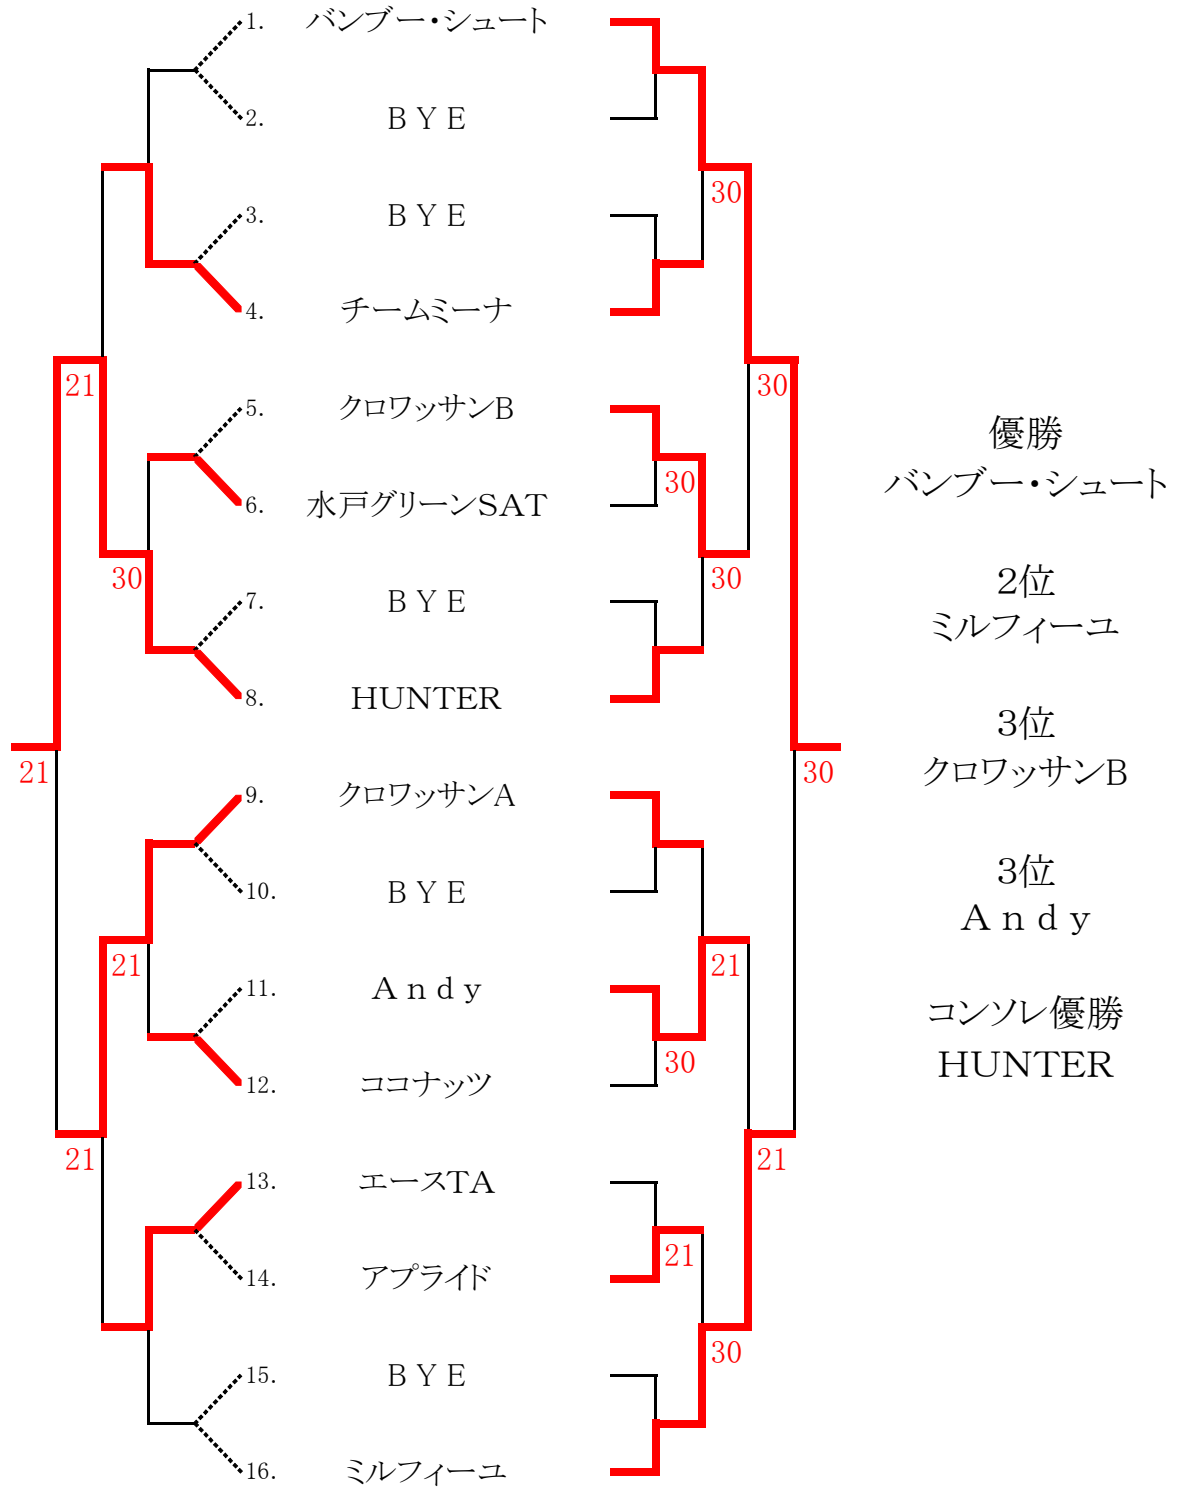 1. バンブー・シュート
2. ＢＹＥ
30
3. ＢＹＥ
4. チームミーナ
21
30
5. クロワッサンB
30
6. 水戸グリーンSAT
30
30
7. ＢＹＥ
8. HUNTER
21
30
9. クロワッサンA
10. ＢＹＥ
21
21
11. Ａｎｄｙ
30
12. ココナッツ
21
21
13. エースTA
21
14. アプライド
30
15. ＢＹＥ
16. ミルフィーユ
優勝
バンブー・シュート
2位
ミルフィーユ
3位
クロワッサンB
3位
Ａｎｄｙ
コンソレ優勝
HUNTER